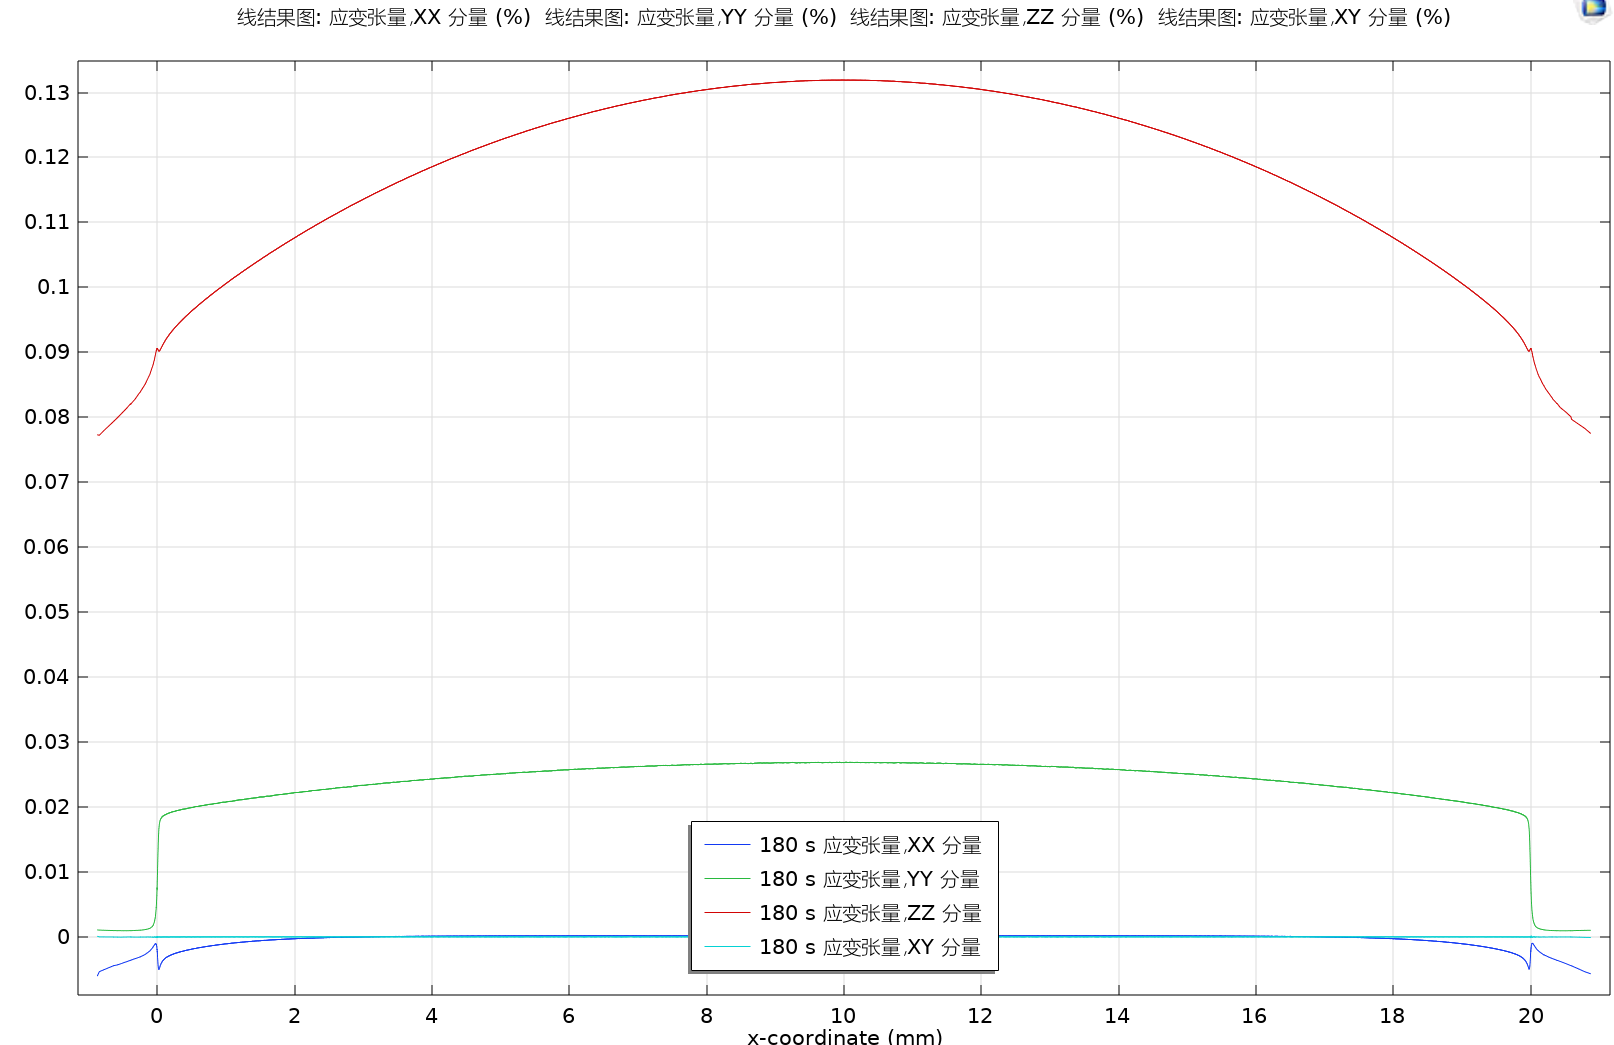 线结果图: 应变张量,XX 分量 (%) 线结果图: 应变张量,YY 分量 (%) 线结果图: 应变张量,ZZ 分量 (%) 线结果图: 应变张量,XY 分量 (%)
0.13
0.12
0.11
0.1
0.09
0.08
0.07
0.06
0.05
0.04
0.03
0.02
0.01
0
180 s 应变张量,XX 分量
180 s 应变张量,YY 分量
180 s 应变张量,ZZ 分量
180 s 应变张量,XY 分量
0 2 4 6 8 10 12 14 16 18 20
x-coordinate (mm)